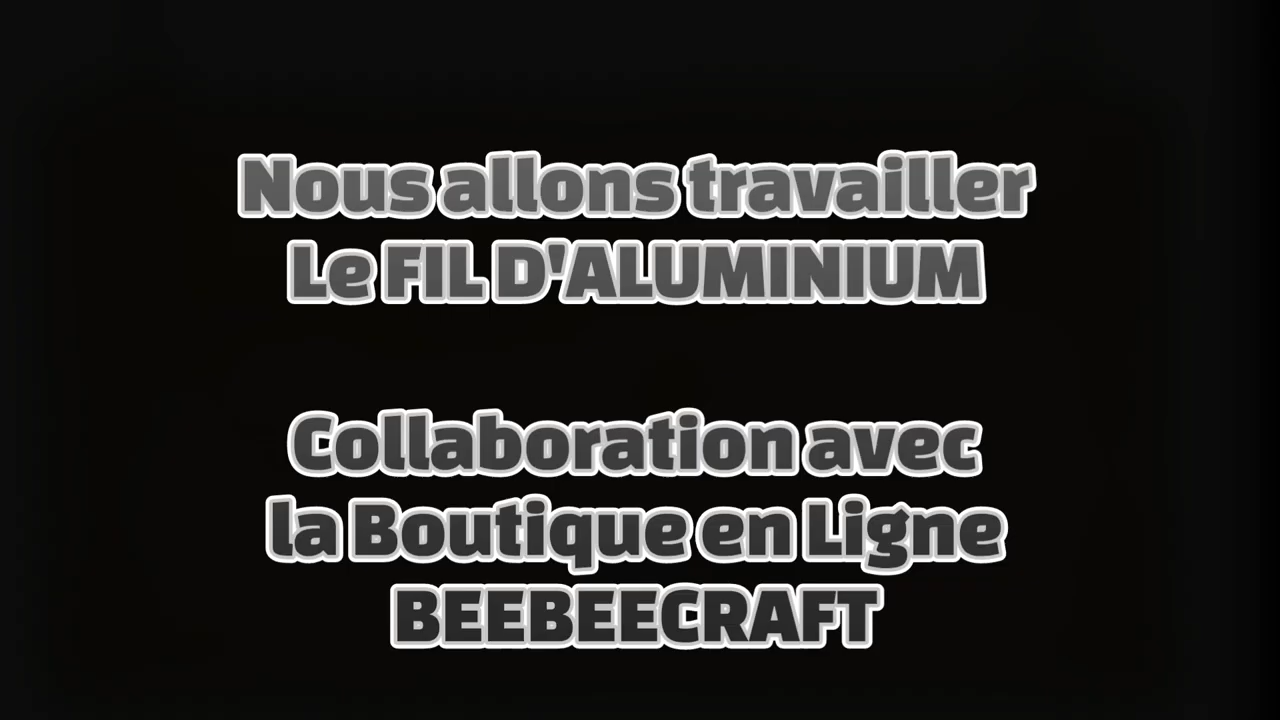 Nous allons travailler
Le FIL D'ALUMINIUM
Collaboration avec
la Boutique en Ligne
BEEBEECRAFT